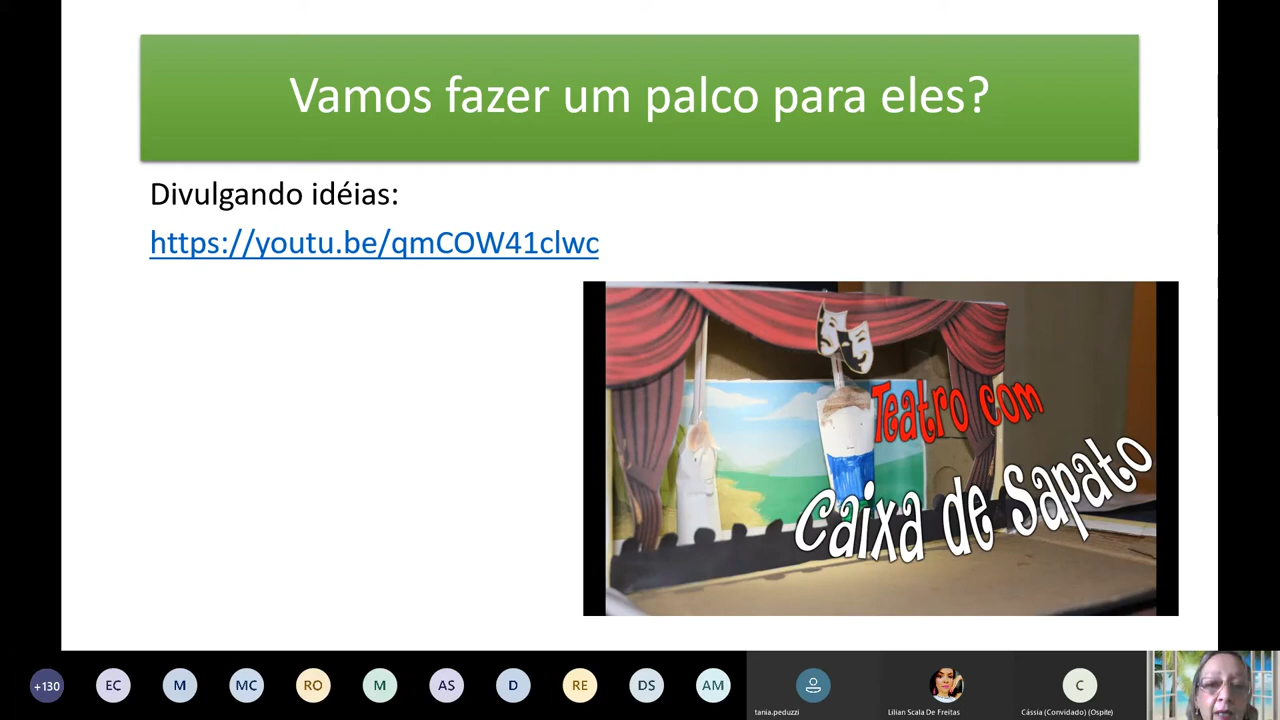 Vamos fazer um palco para eles?
Divulgando idéias:
https://youtu.be/qmCOW41clwc
Teatro com
Caixa de Sapato
+130
EC
M
MC
RO
M
AS
D
RE
DS
AM
C
tania.peduzzi
Lilian Scala De Freitas
Cássia (Convidado) (Ospite)